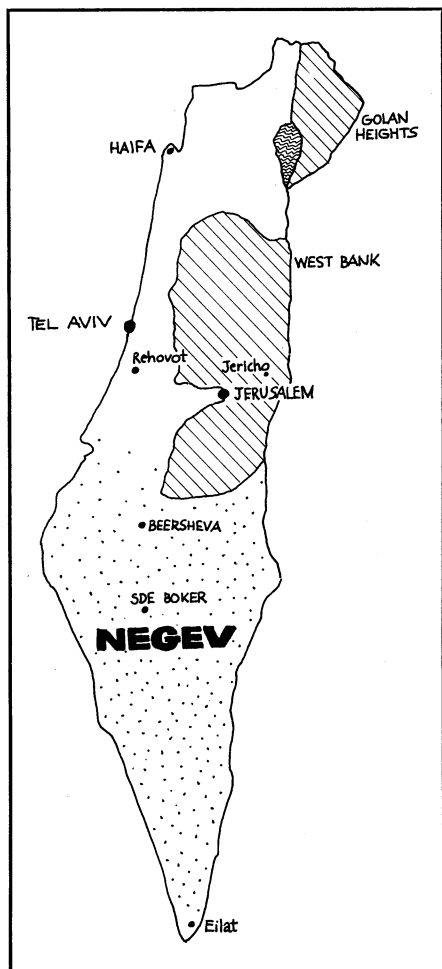 GOLAN
HEIGHTS
HAIFA
WEST BANK
TEL AVIV
Rehovot
Jericho
JERUSALEM
BEERSHEVA
SDE BOKER
NEGEV
Eilat